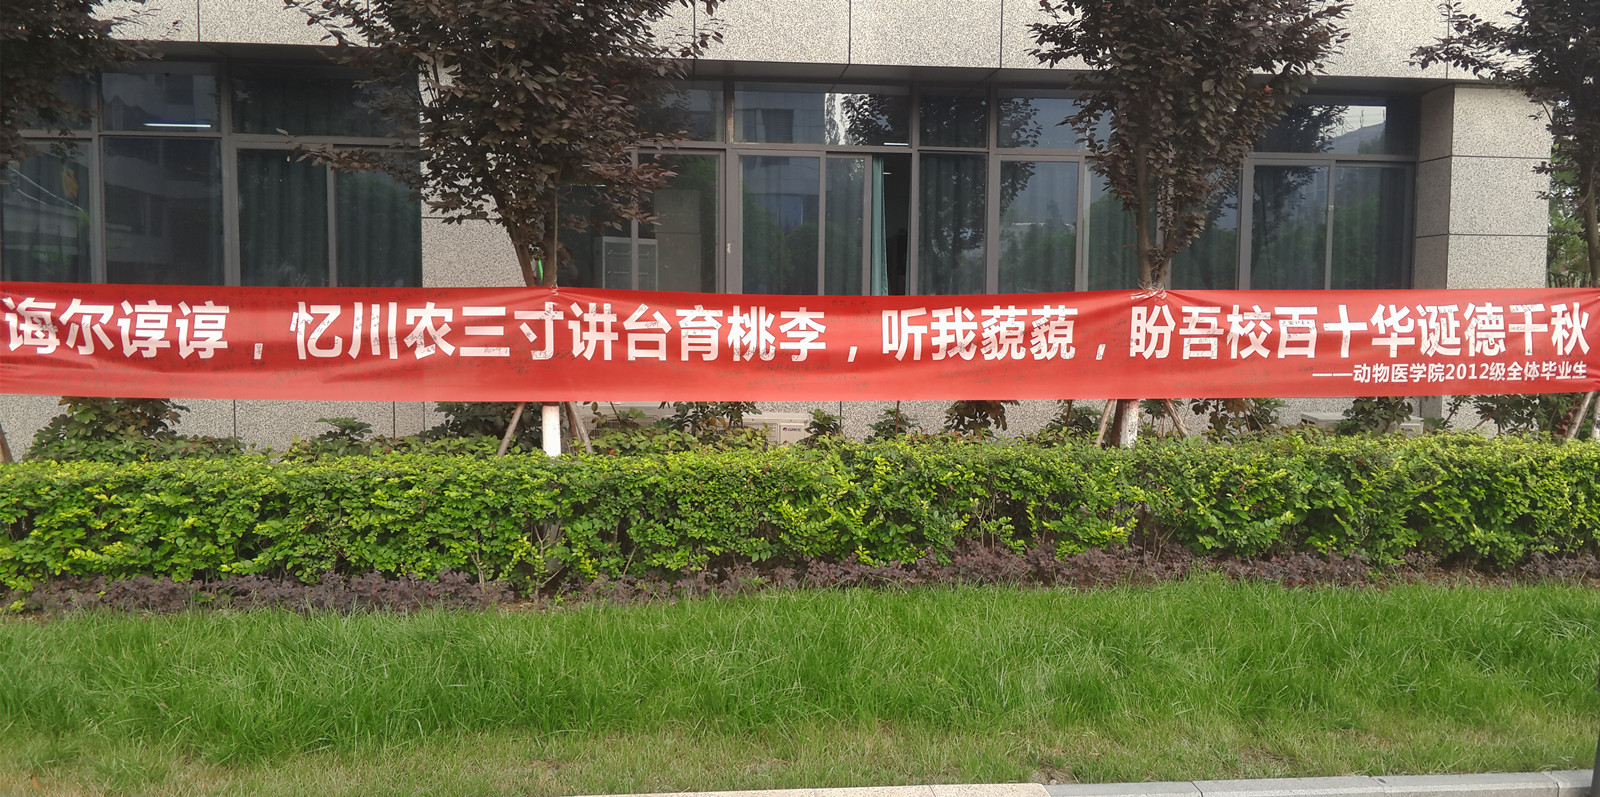 诲尔谆谆，忆川农三寸讲台育桃李，听我藐藐，盼吾校百十华诞德千秋
——动物医学院2012级全体毕业生